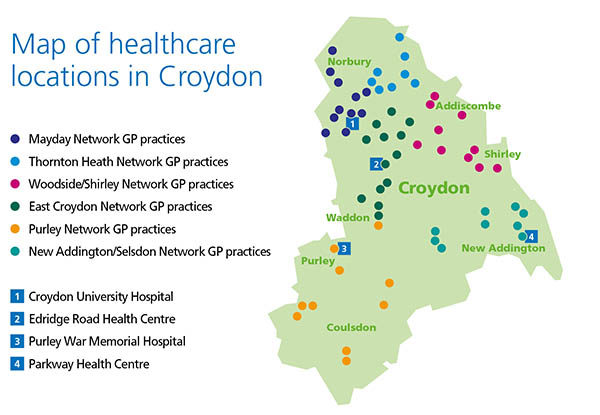 Map of healthcare
locations in Croydon
Mayday Network GP practices
Thornton Heath Network GP practices
Woodside/Shirley Network GP practices
East Croydon Network GP practices
Purley Network GP practices
New Addington/Selsdon Network GP practices
1 Croydon University Hospital
2 Edridge Road Health Centre
3 Purley War Memorial Hospital
4 Parkway Health Centre
Norbury
Addiscombe
1
Shirley
2
Croydon
Waddon
4
New Addington
3
Purley
Coulsdon